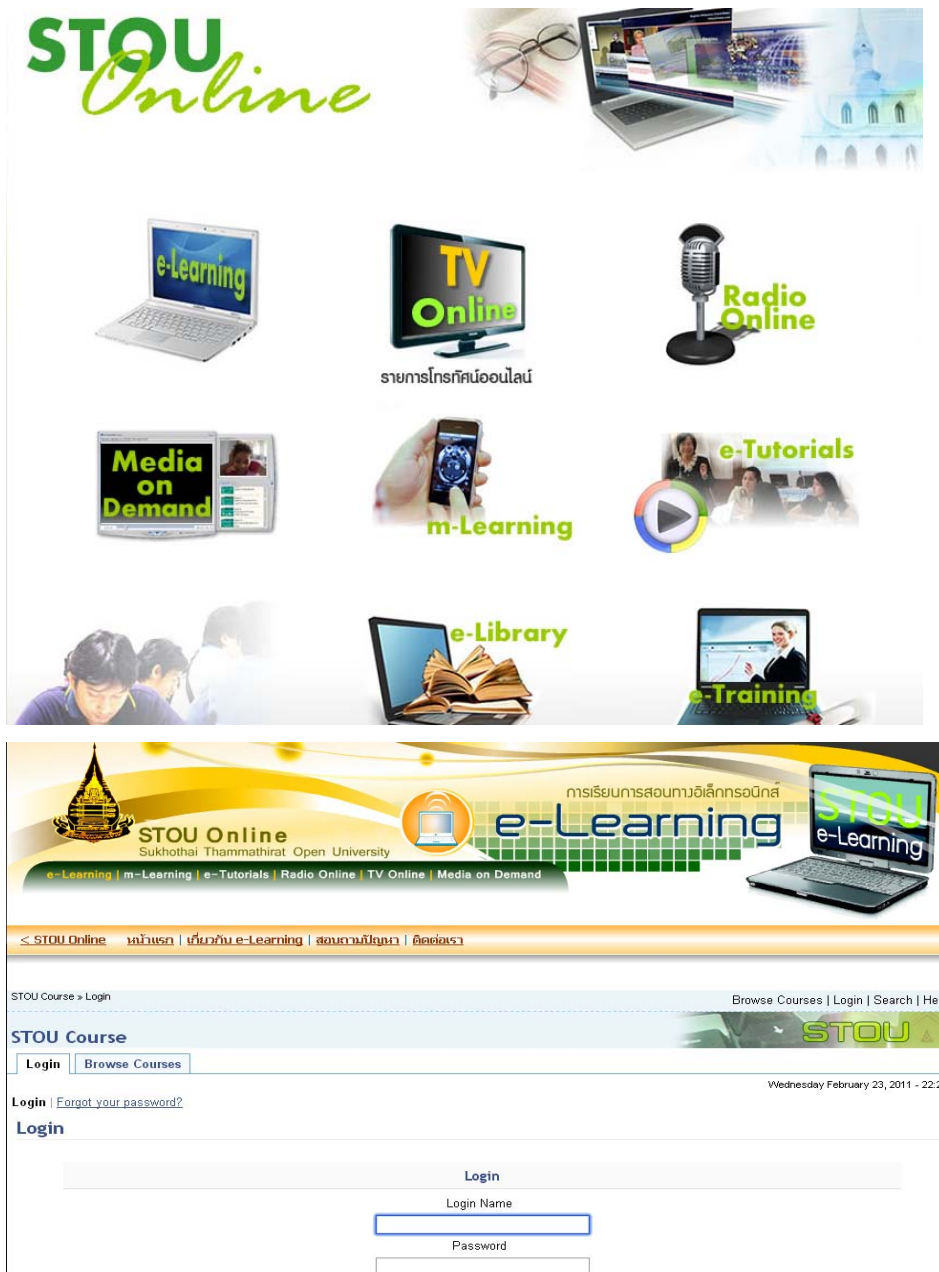 STOU
Online
e-Learning
TV
Online
รายการโทรทัศน์ออนไลน์
Radio
Online
Media
on
Demand
m-Learning
e-Tutorials
e-Library
e-Training
STOU Online
Sukhothai Thammathirat Open University
การเรียนการสอนทางอิเล็กทรอนิกส์
e-Learning
STOU
e-Learning
e-Learning | m-Learning | e-Tutorials | Radio Online | TV Online | Media on Demand
< STOU Online หน้าแรก | เกี่ยวกับ e-Learning | สอบถามปัญหา | ติดต่อเรา
STOU Course » Login
Browse Courses | Login | Search | He
STOU Course
STOU
Login Browse Courses
Wednesday February 23, 2011 - 22:2
Login | Forgot your password?
Login
Login
Login Name
Password